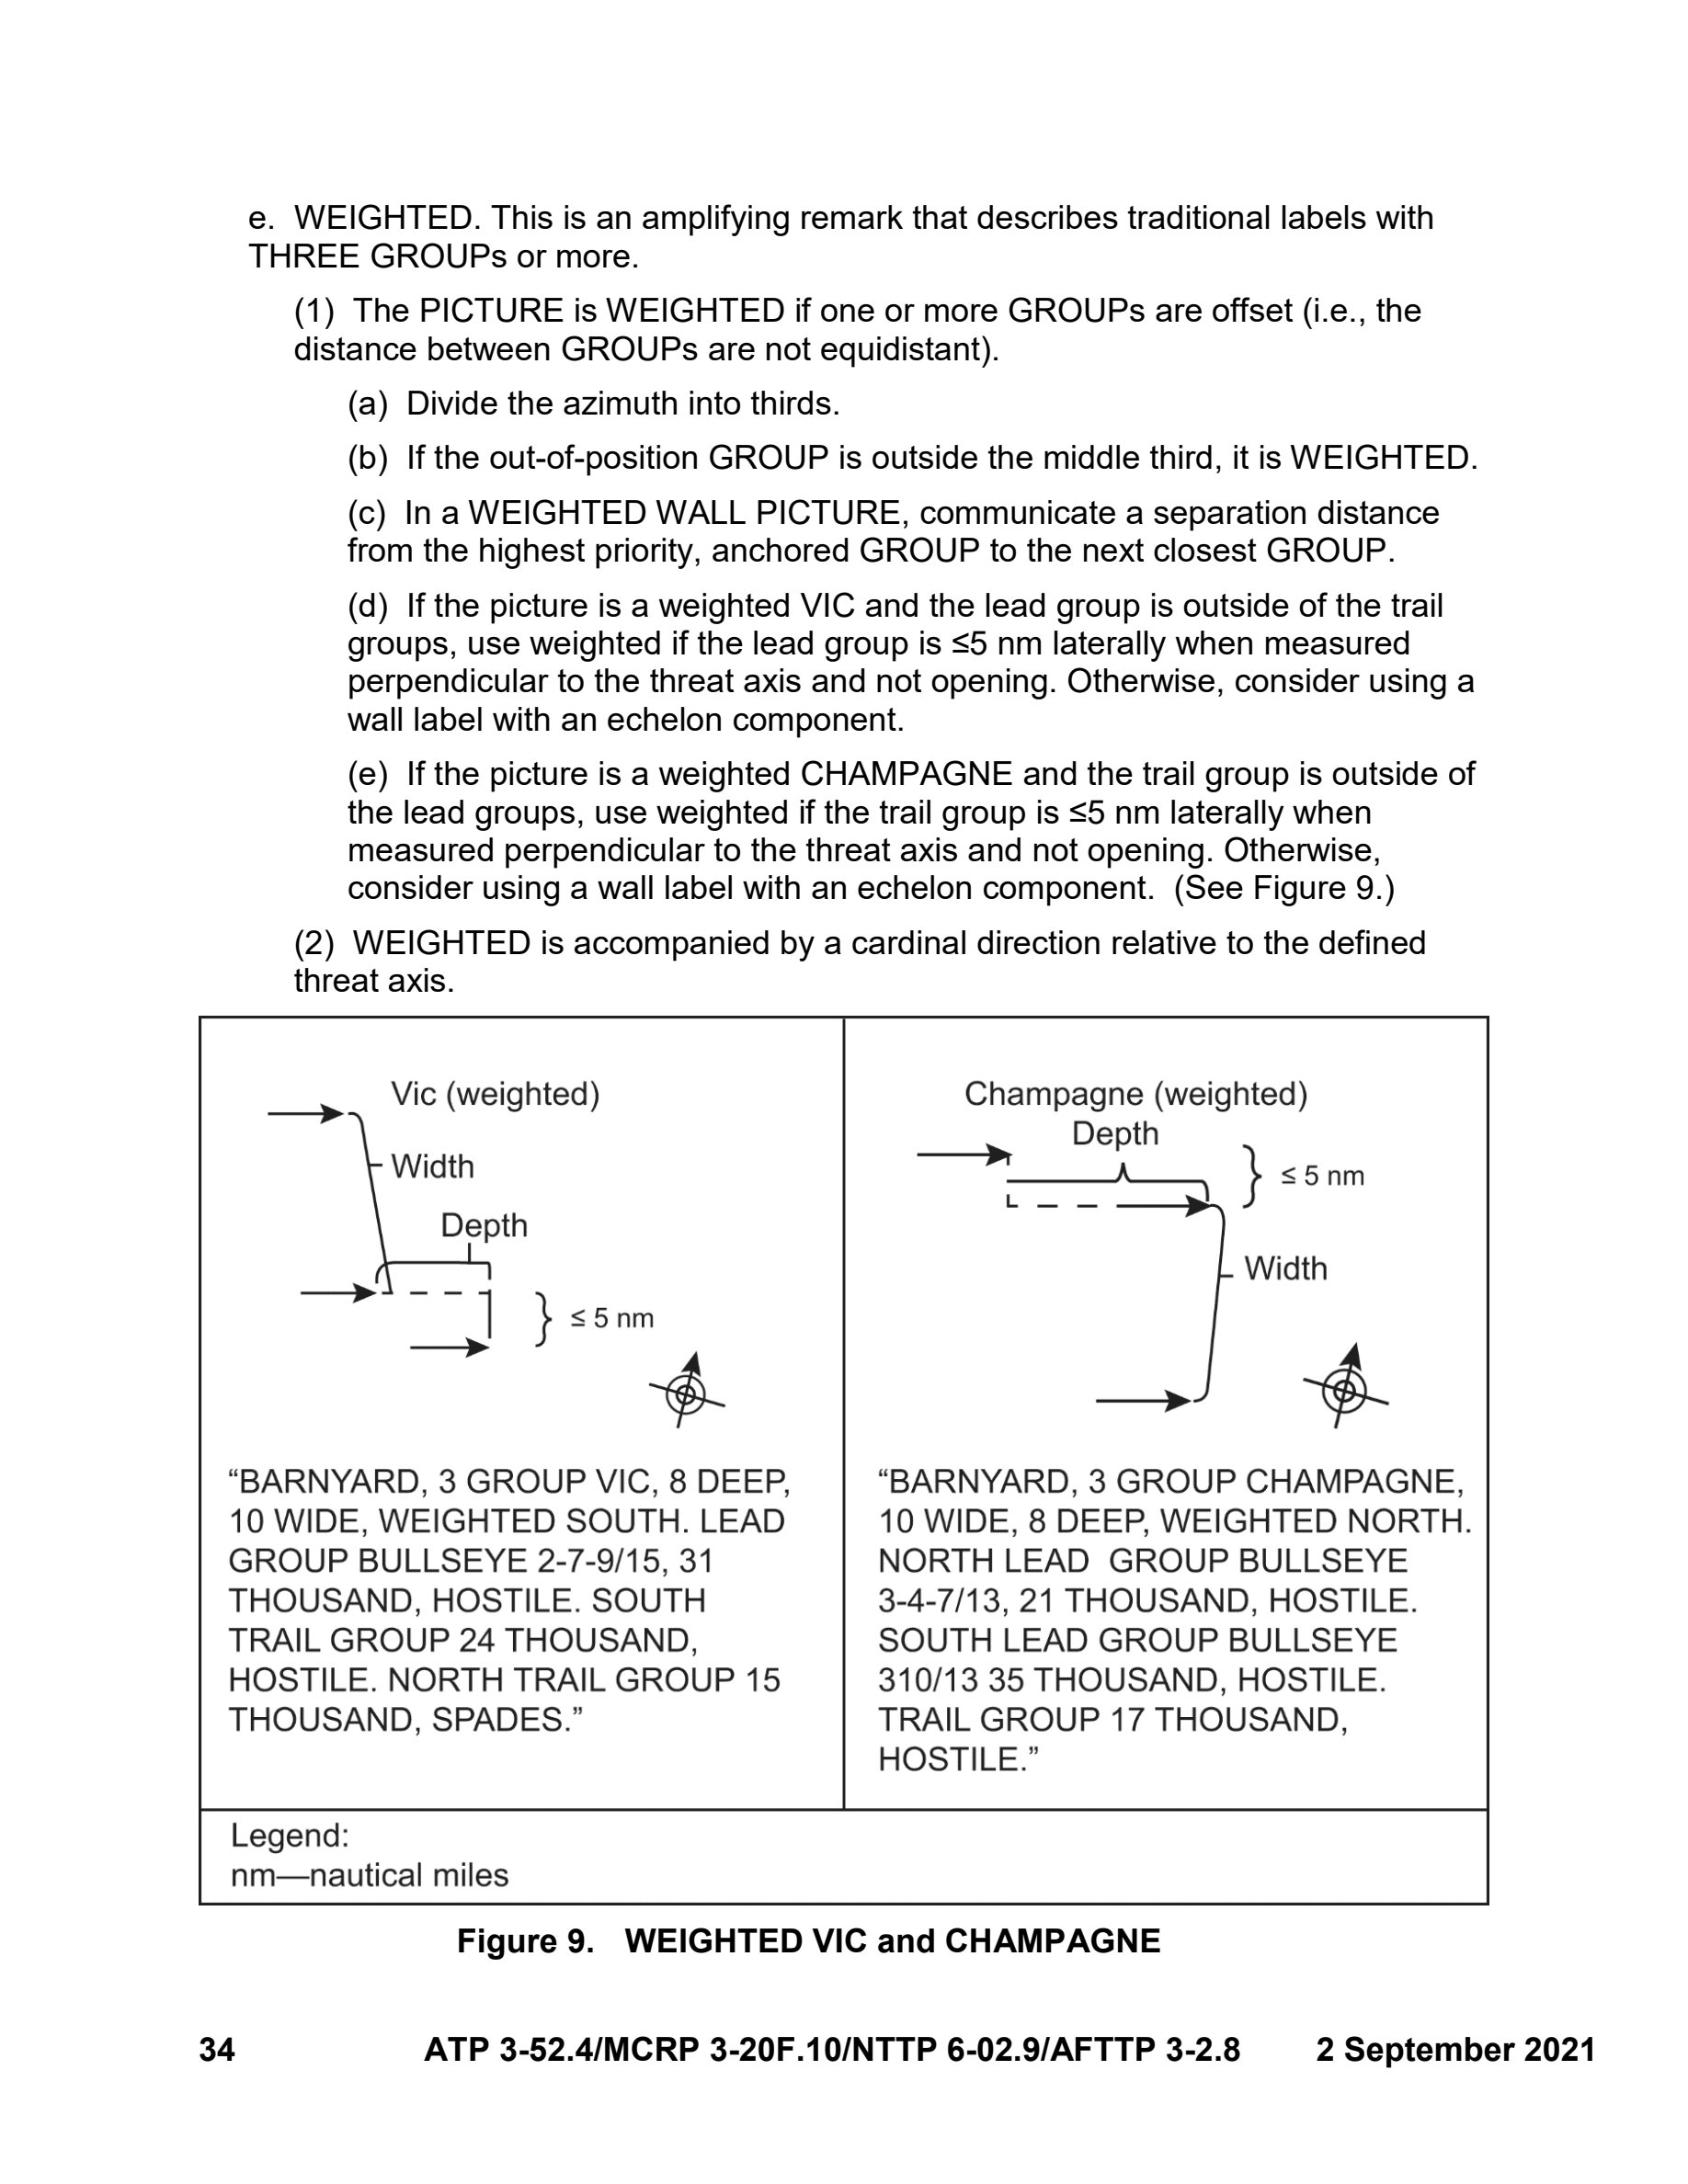 e. WEIGHTED. This is an amplifying remark that describes traditional labels with
THREE GROUPs or more.
(1) The PICTURE is WEIGHTED if one or more GROUPs are offset (i.e., the
distance between GROUPs are not equidistant).
(a) Divide the azimuth into thirds.
(b) If the out-of-position GROUP is outside the middle third, it is WEIGHTED.
(c) In a WEIGHTED WALL PICTURE, communicate a separation distance
from the highest priority, anchored GROUP to the next closest GROUP.
(d) If the picture is a weighted VIC and the lead group is outside of the trail
groups, use weighted if the lead group is ≤5 nm laterally when measured
perpendicular to the threat axis and not opening. Otherwise, consider using a
wall label with an echelon component.
(e) If the picture is a weighted CHAMPAGNE and the trail group is outside of
the lead groups, use weighted if the trail group is ≤5 nm laterally when
measured perpendicular to the threat axis and not opening. Otherwise,
consider using a wall label with an echelon component. (See Figure 9.)
(2) WEIGHTED is accompanied by a cardinal direction relative to the defined
threat axis.
Vic (weighted)
Width
Depth
≤ 5 nm
“BARNYARD, 3 GROUP VIC, 8 DEEP,
10 WIDE, WEIGHTED SOUTH. LEAD
GROUP BULLSEYE 2-7-9/15, 31
THOUSAND, HOSTILE. SOUTH
TRAIL GROUP 24 THOUSAND,
HOSTILE. NORTH TRAIL GROUP 15
THOUSAND, SPADES.”
Champagne (weighted)
Depth
≤ 5 nm
Width
“BARNYARD, 3 GROUP CHAMPAGNE,
10 WIDE, 8 DEEP, WEIGHTED NORTH.
NORTH LEAD GROUP BULLSEYE
3-4-7/13, 21 THOUSAND, HOSTILE.
SOUTH LEAD GROUP BULLSEYE
310/13 35 THOUSAND, HOSTILE.
TRAIL GROUP 17 THOUSAND,
HOSTILE.”
Legend:
nm—nautical miles
Figure 9. WEIGHTED VIC and CHAMPAGNE
34 ATP 3-52.4/MCRP 3-20F.10/NTTP 6-02.9/AFTTP 3-2.8 2 September 2021